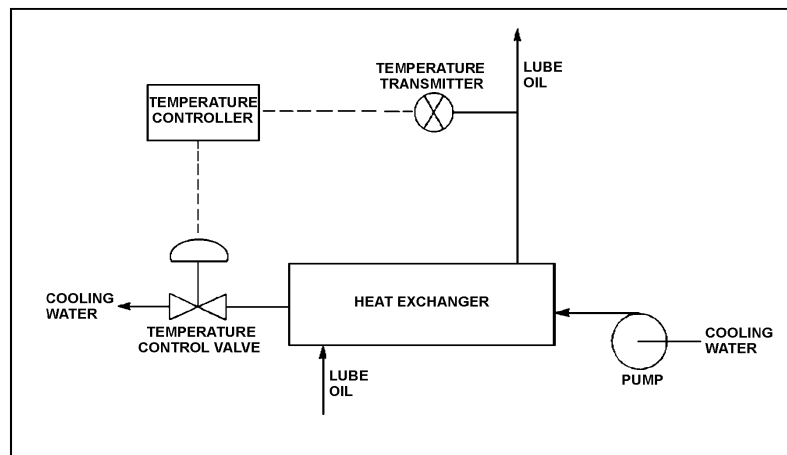 LUBE
OIL
TEMPERATURE
TRANSMITTER
TEMPERATURE
CONTROLLER
HEAT EXCHANGER
COOLING
WATER
TEMPERATURE
CONTROL VALVE
COOLING
WATER
PUMP
LUBE
OIL